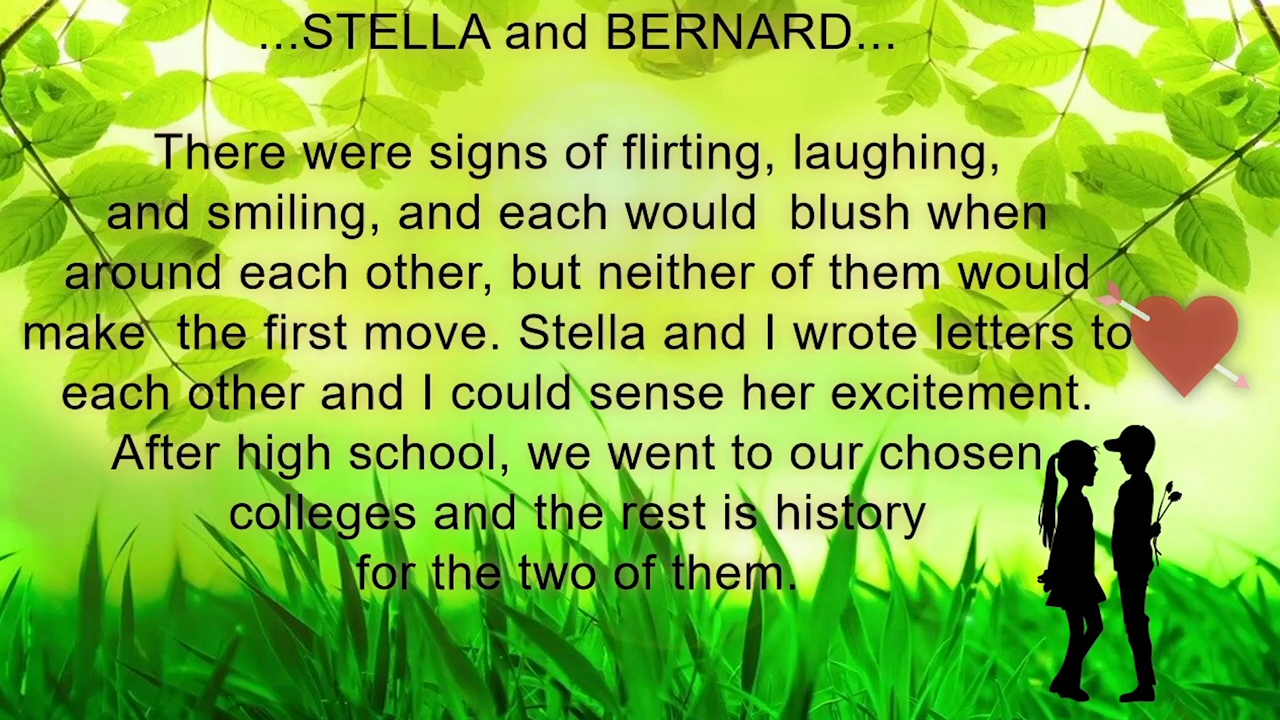 ...STELLA and BERNARD...
There were signs of flirting, laughing,
and smiling, and each would  blush when
around each other, but neither of them would
make  the first move. Stella and I wrote letters to
each other and I could sense her excitement.
After high school, we went to our chosen
colleges and the rest is history
for the two of them.